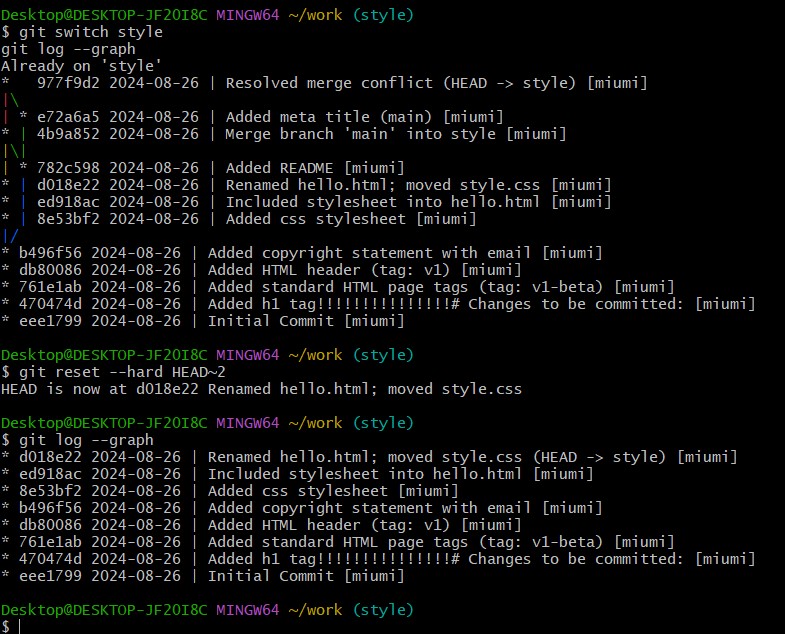 Desktop@DESKTOP-JF2OI8C MINGW64 ~/work (style)
$ git switch style
git log --graph
Already on 'style'
*   977f9d2 2024-08-26 | Resolved merge conflict (HEAD -> style) [miumi]
|\
| * e72a6a5 2024-08-26 | Added meta title (main) [miumi]
* | 4b9a852 2024-08-26 | Merge branch 'main' into style [miumi]
|\|
| * 782c598 2024-08-26 | Added README [miumi]
* | d018e22 2024-08-26 | Renamed hello.html; moved style.css [miumi]
* | ed918ac 2024-08-26 | Included stylesheet into hello.html [miumi]
* | 8e53bf2 2024-08-26 | Added css stylesheet [miumi]
|/
* b496f56 2024-08-26 | Added copyright statement with email [miumi]
* db80086 2024-08-26 | Added HTML header (tag: v1) [miumi]
* 761e1ab 2024-08-26 | Added standard HTML page tags (tag: v1-beta) [miumi]
* 470474d 2024-08-26 | Added h1 tag!!!!!!!!!!!!!!!# Changes to be committed: [miumi]
* eee1799 2024-08-26 | Initial Commit [miumi]
Desktop@DESKTOP-JF2OI8C MINGW64 ~/work (style)
$ git reset --hard HEAD~2
HEAD is now at d018e22 Renamed hello.html; moved style.css
Desktop@DESKTOP-JF2OI8C MINGW64 ~/work (style)
$ git log --graph
* d018e22 2024-08-26 | Renamed hello.html; moved style.css (HEAD -> style) [miumi]
* ed918ac 2024-08-26 | Included stylesheet into hello.html [miumi]
* 8e53bf2 2024-08-26 | Added css stylesheet [miumi]
* b496f56 2024-08-26 | Added copyright statement with email [miumi]
* db80086 2024-08-26 | Added HTML header (tag: v1) [miumi]
* 761e1ab 2024-08-26 | Added standard HTML page tags (tag: v1-beta) [miumi]
* 470474d 2024-08-26 | Added h1 tag!!!!!!!!!!!!!!!# Changes to be committed: [miumi]
* eee1799 2024-08-26 | Initial Commit [miumi]
Desktop@DESKTOP-JF2OI8C MINGW64 ~/work (style)
$